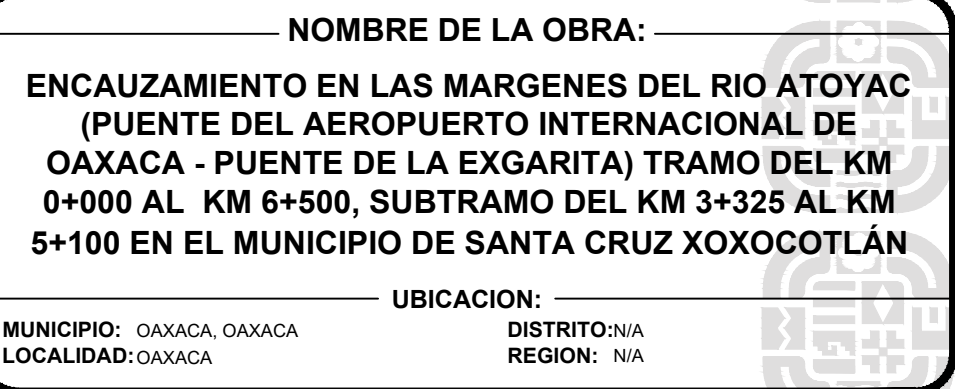 NOMBRE DE LA OBRA:
ENCAUZAMIENTO EN LAS MARGENES DEL RIO ATOYAC
(PUENTE DEL AEROPUERTO INTERNACIONAL DE
OAXACA - PUENTE DE LA EXGARITA) TRAMO DEL KM
0+000 AL KM 6+500, SUBTRAMO DEL KM 3+325 AL KM
5+100 EN EL MUNICIPIO DE SANTA CRUZ XOXOCOTLÁN
UBICACION:
MUNICIPIO: OAXACA, OAXACA DISTRITO:N/A
LOCALIDAD: OAXACA REGION: N/A